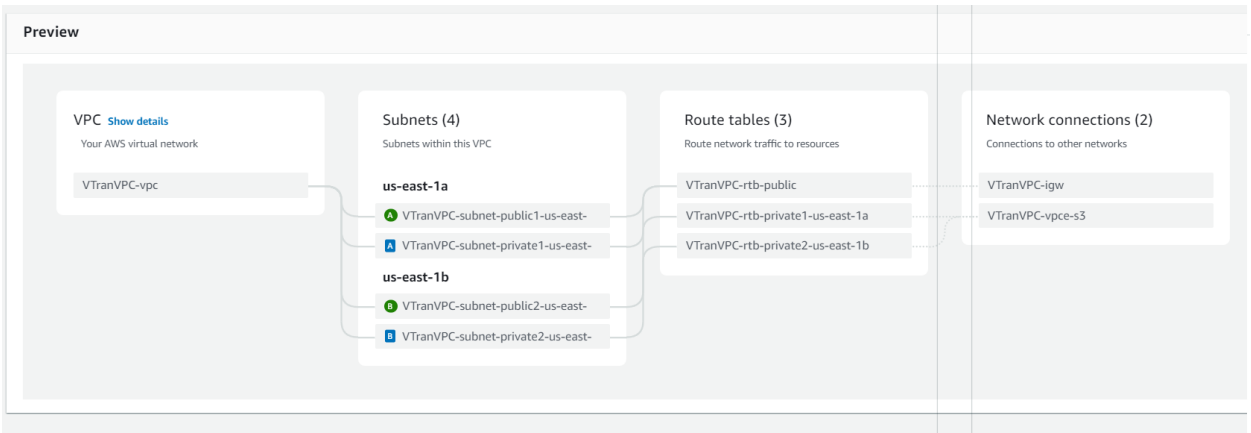 Preview
VPC Show details
Your AWS virtual network
VTranVPC-vpc
Subnets (4)
Subnets within this VPC
us-east-1a
A VTranVPC-subnet-public1-us-east-
A VTranVPC-subnet-private1-us-east-
us-east-1b
B VTranVPC-subnet-public2-us-east-
B VTranVPC-subnet-private2-us-east-
Route tables (3)
Route network traffic to resources
VTranVPC-rtb-public
VTranVPC-rtb-private1-us-east-1a
VTranVPC-rtb-private2-us-east-1b
Network connections (2)
Connections to other networks
VTranVPC-igw
VTranVPC-vpce-s3